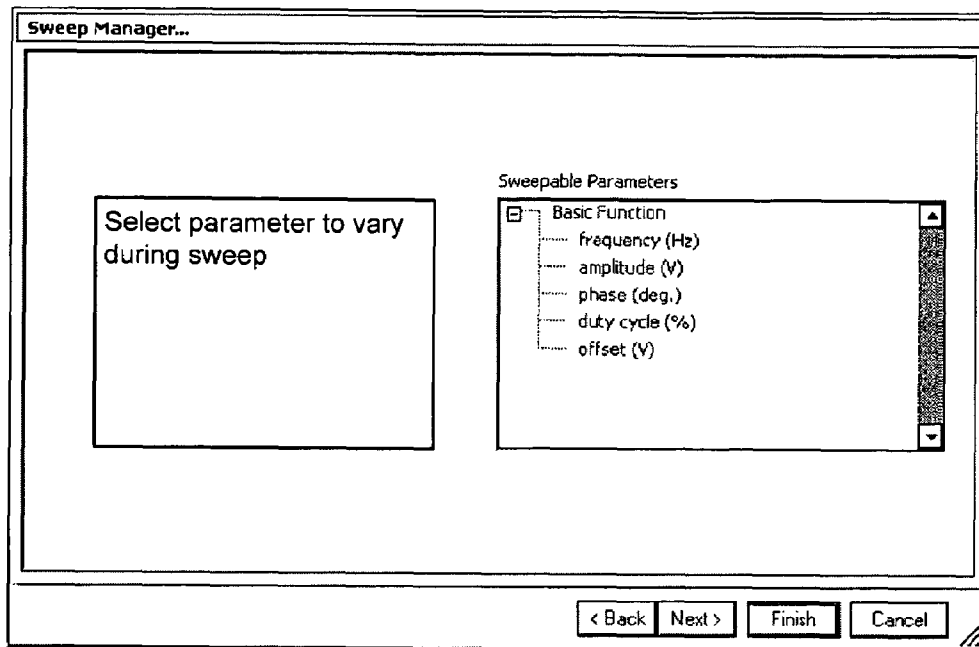 Sweep Manager...
Select parameter to vary
during sweep
Sweepable Parameters
Basic Function
frequency (Hz)
amplitude (V)
phase (deg.)
duty cycle (%)
offset (V)
< Back Next > Finish Cancel